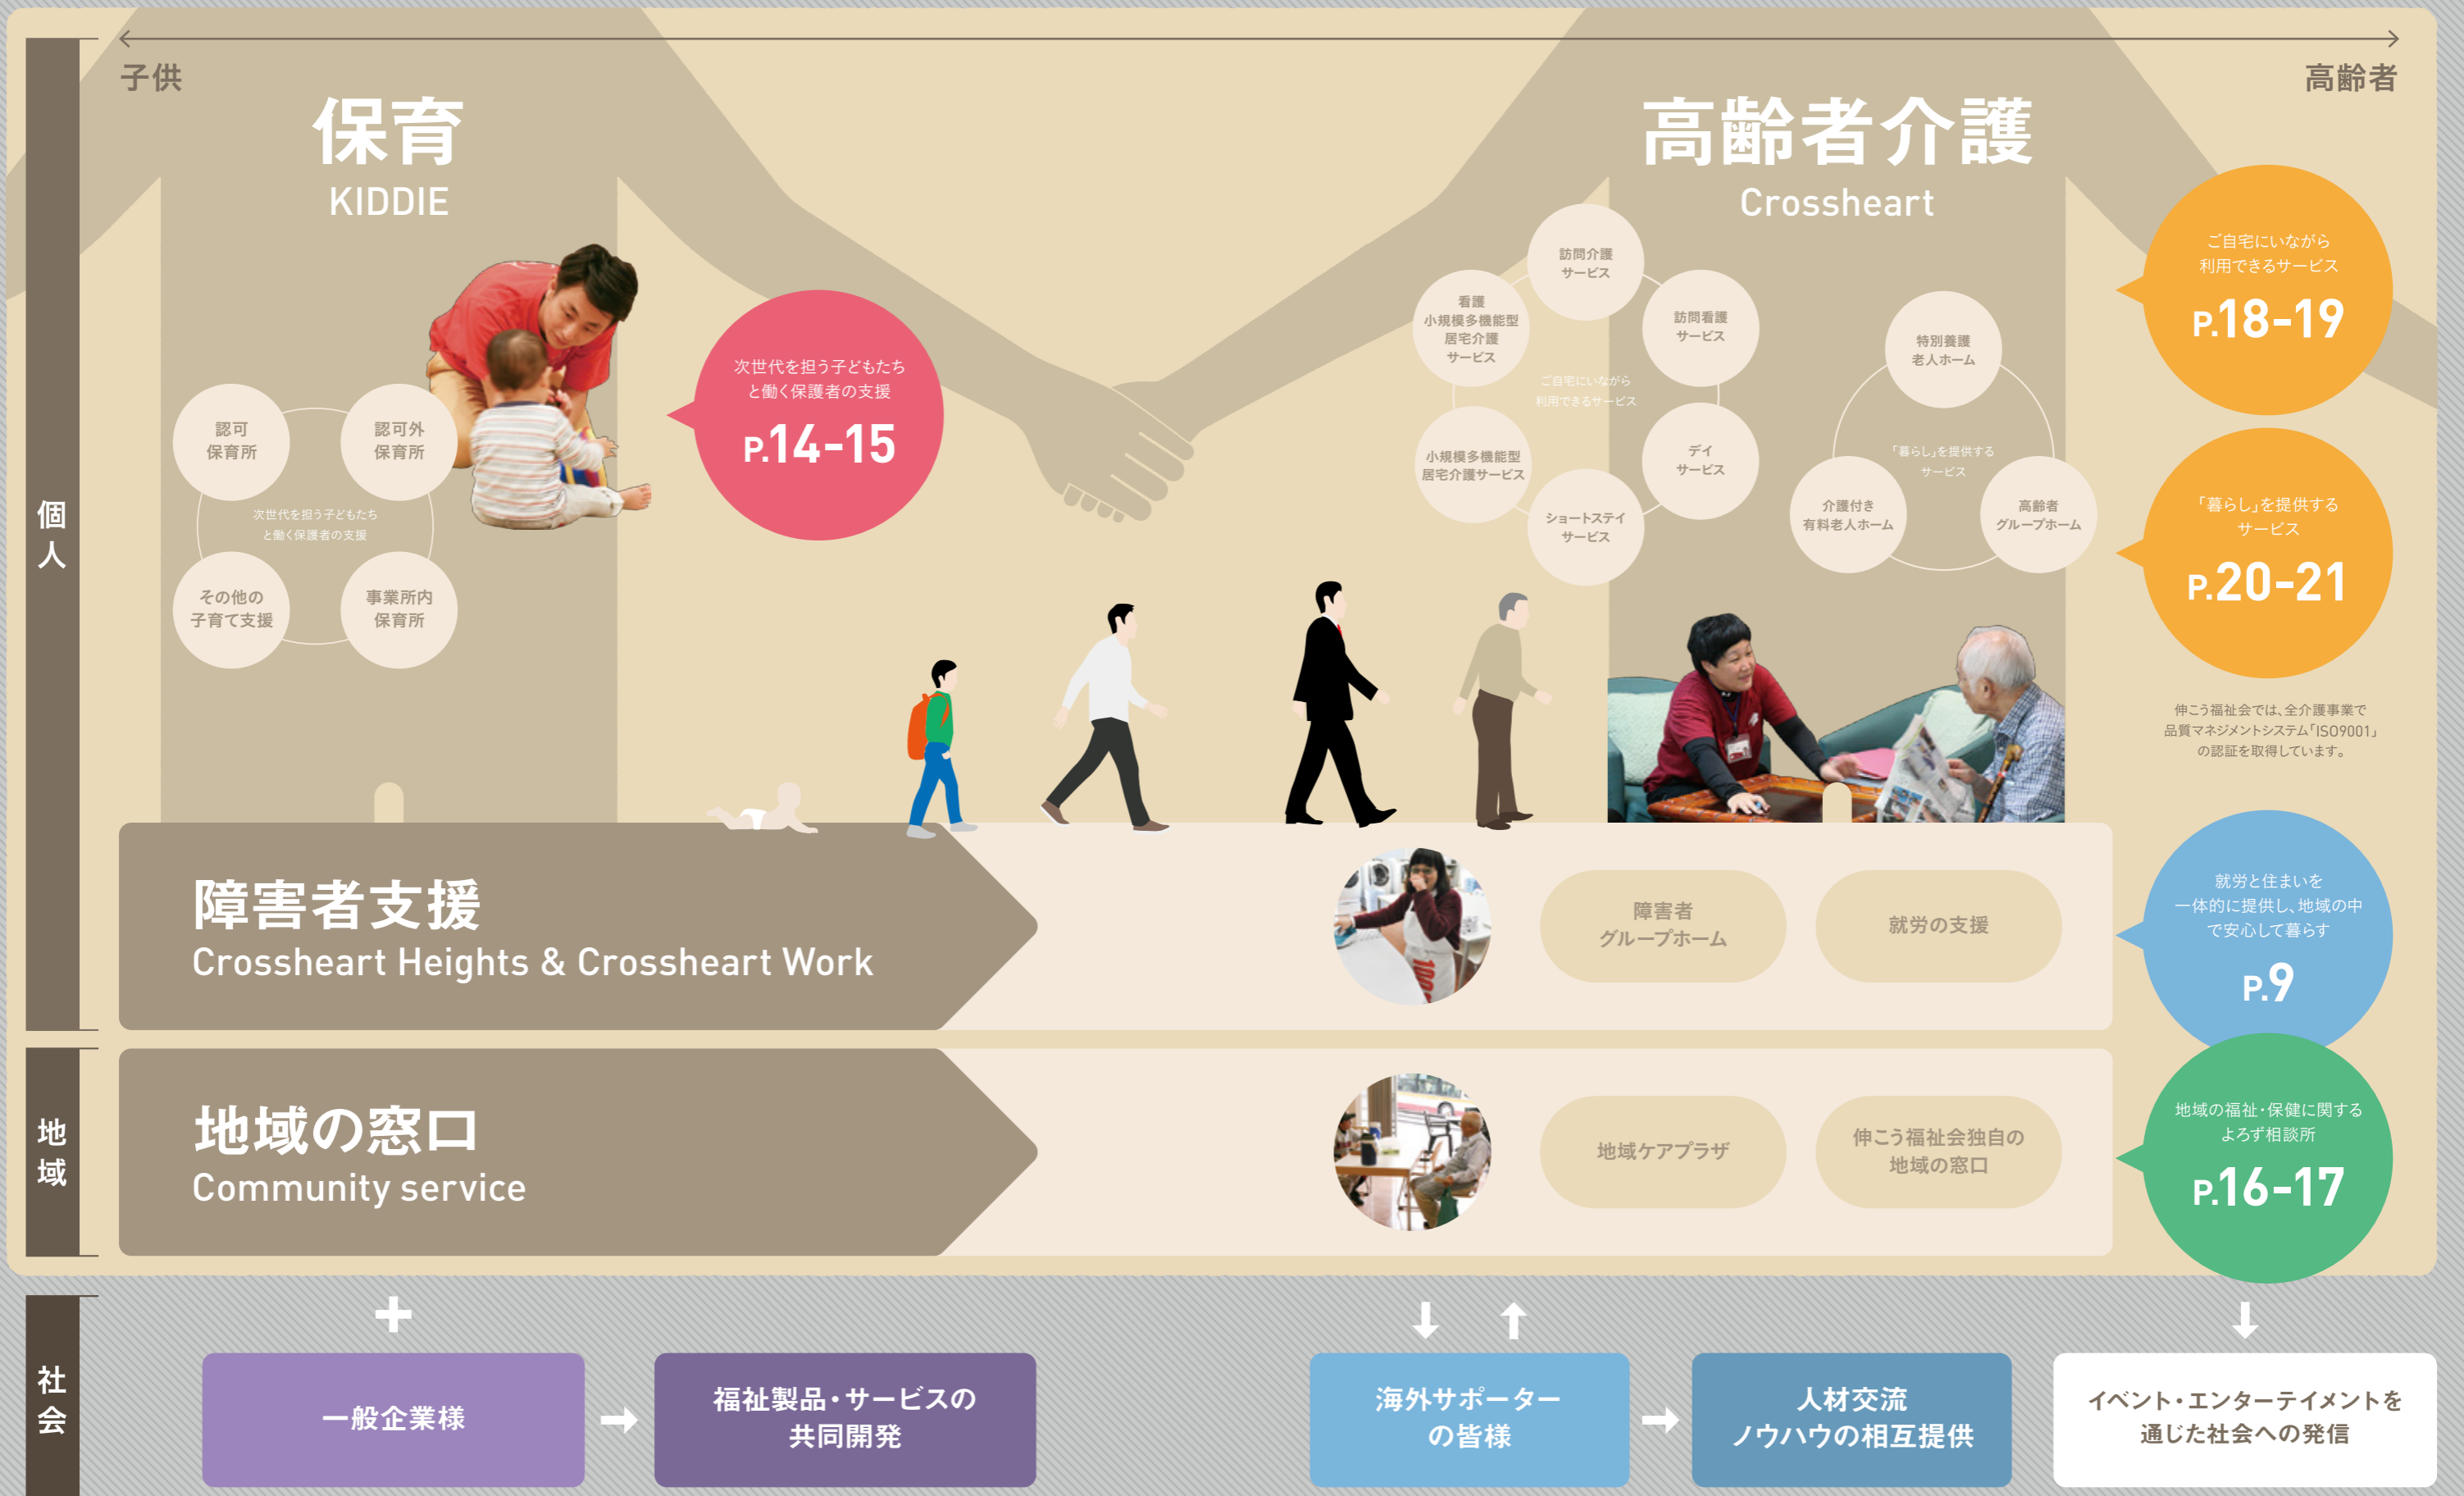 子供
高齢者
個人
保育
KIDDIE
認可
保育所
認可外
保育所
次世代を担う子どもたち
と働く保護者の支援
その他の
子育て支援
事業所内
保育所
次世代を担う子どもたち
と働く保護者の支援
P.14-15
高齢者介護
Crossheart
訪問介護
サービス
看護
小規模多機能型
居宅介護
サービス
訪問看護
サービス
ご自宅にいながら
利用できるサービス
小規模多機能型
居宅介護サービス
デイ
サービス
ショートステイ
サービス
特別養護
老人ホーム
「暮らし」を提供する
サービス
介護付き
有料老人ホーム
高齢者
グループホーム
ご自宅にいながら
利用できるサービス
P.18-19
「暮らし」を提供する
サービス
P.20-21
伸こう福祉会では、全介護事業で
品質マネジメントシステム「ISO9001」
の認証を取得しています。
障害者支援
Crossheart Heights & Crossheart Work
障害者
グループホーム
就労の支援
就労と住まいを
一体的に提供し、地域の中
で安心して暮らす
P.9
地域
地域の窓口
Community service
地域ケアプラザ
伸こう福祉会独自の
地域の窓口
地域の福祉・保健に関する
よろず相談所
P.16-17
社会
一般企業様
福祉製品・サービスの
共同開発
海外サポーター
の皆様
人材交流
ノウハウの相互提供
イベント・エンターテイメントを
通じた社会への発信